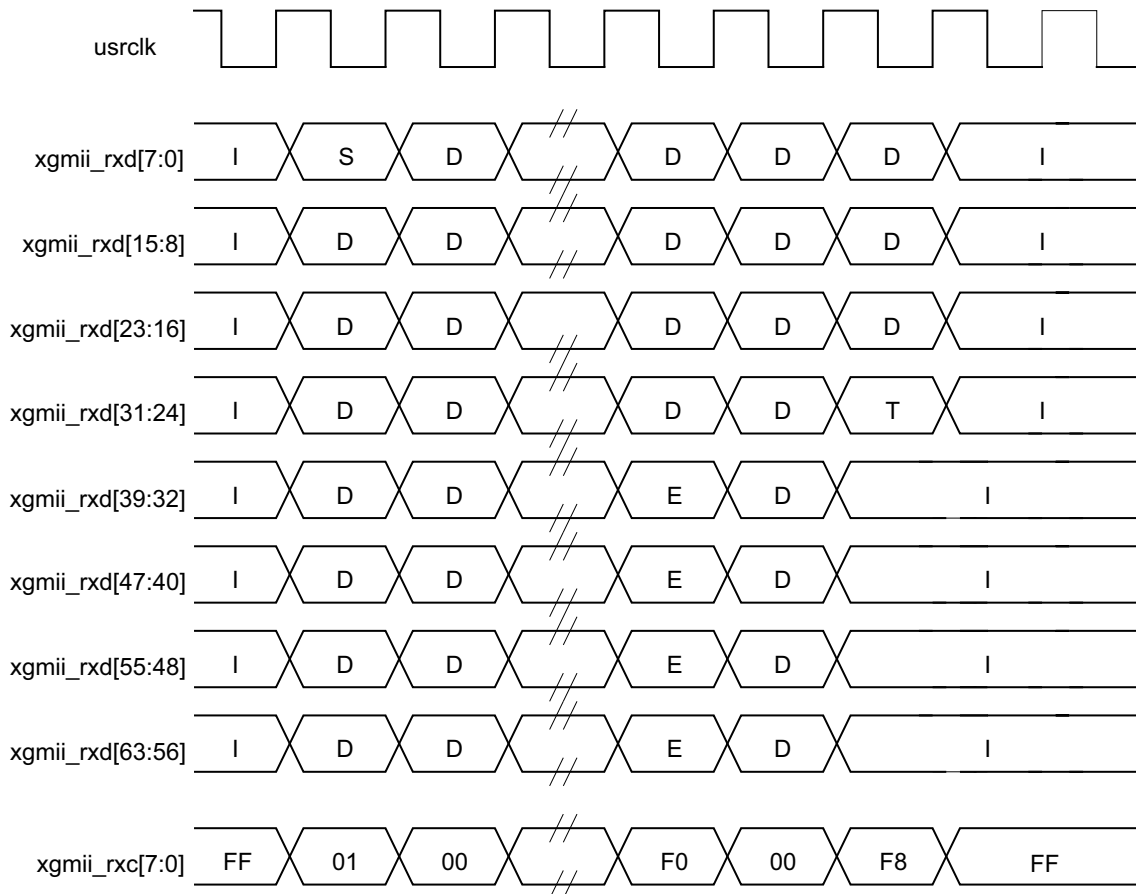 usrclk
xgmii_rxd[7:0] I S D D D D I
xgmii_rxd[15:8] I D D D D D I
xgmii_rxd[23:16] I D D D D D I
xgmii_rxd[31:24] I D D D D T I
xgmii_rxd[39:32] I D D E D I
xgmii_rxd[47:40] I D D E D I
xgmii_rxd[55:48] I D D E D I
xgmii_rxd[63:56] I D D E D I
xgmii_rxc[7:0] FF 01 00 F0 00 F8 FF